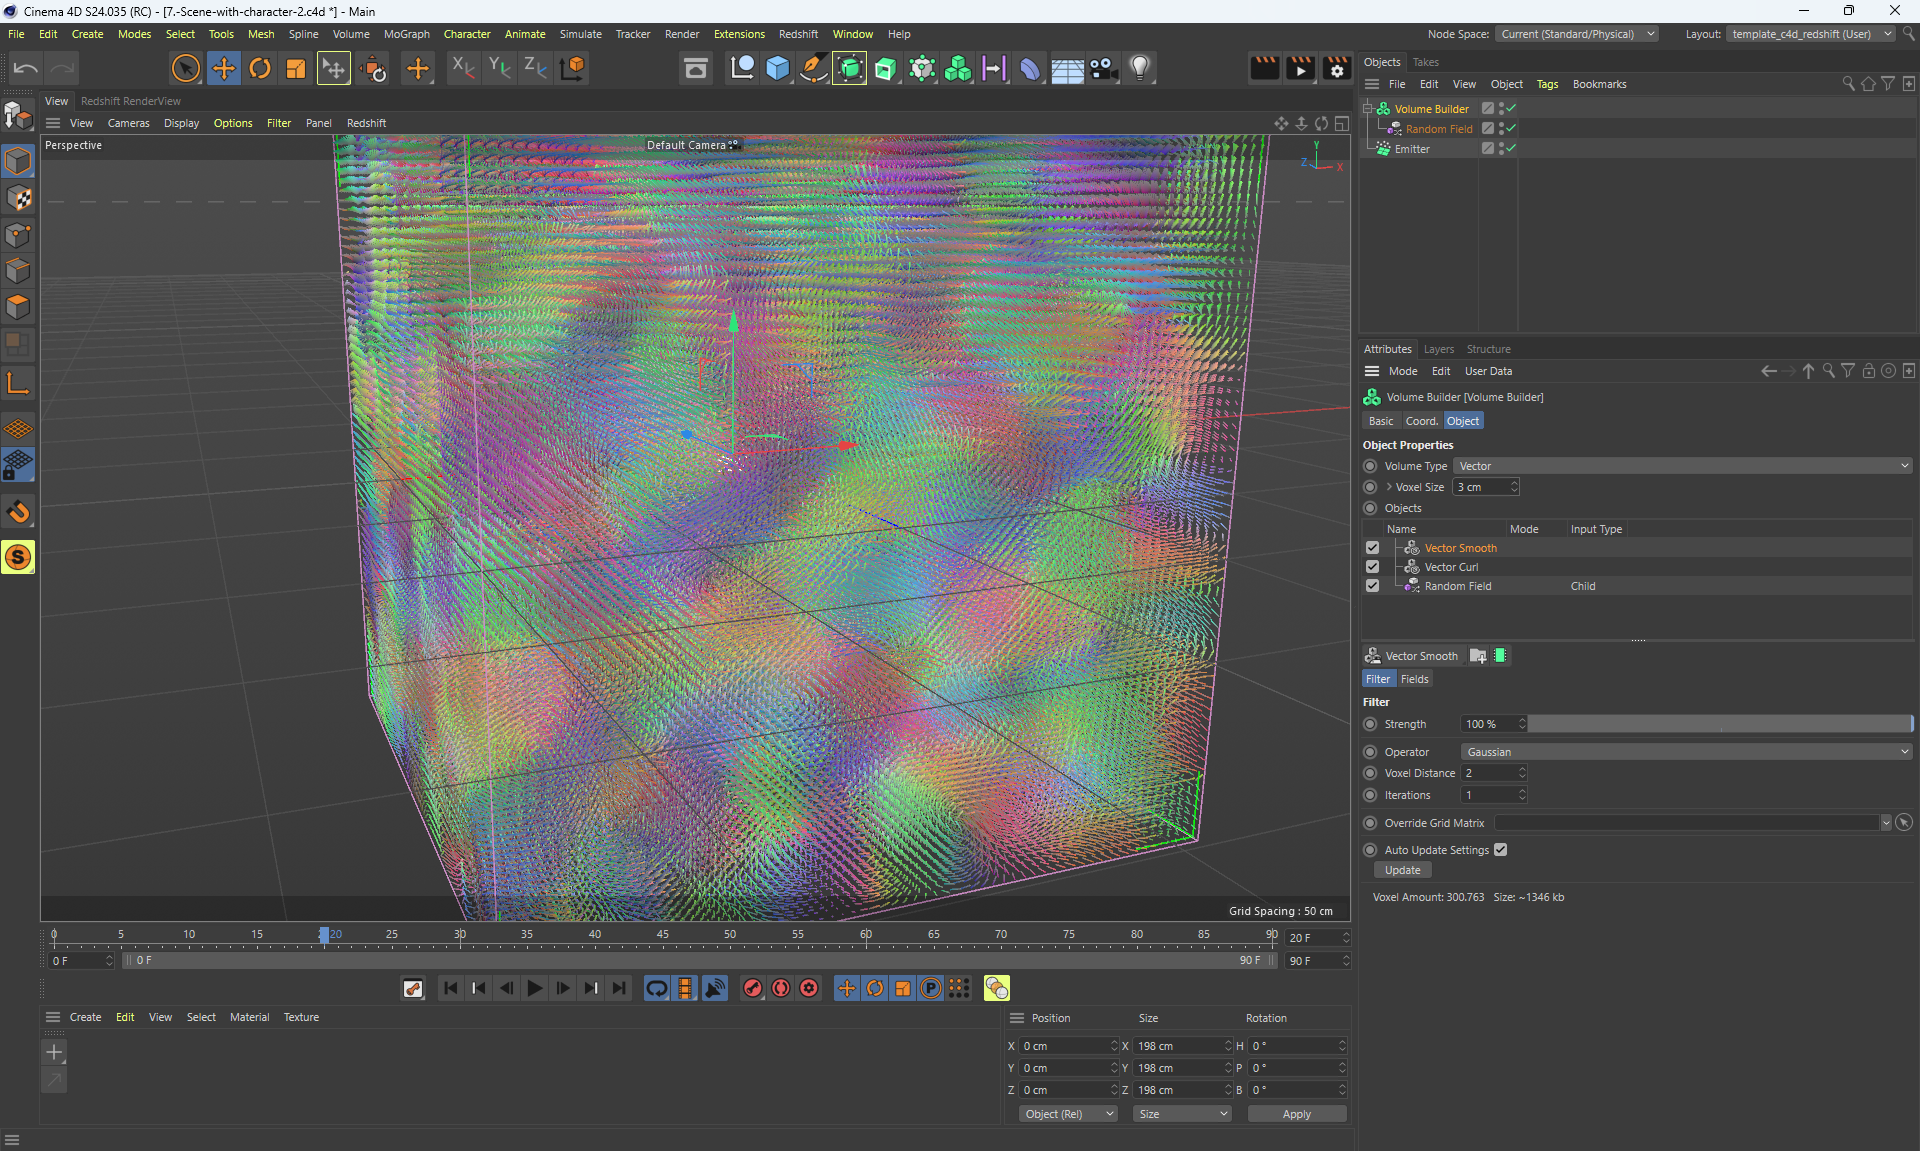 Cinema 4D S24.035 (RC) - [7.-Scene-with-character-2.c4d *] - Main
File Edit Create Modes Select Tools Mesh Spline Volume MoGraph Character Animate Simulate Tracker Render Extensions Redshift Window Help
Node Space: Current (Standard/Physical) Layout: template_c4d_redshift (User)
X Y Z
Objects Takes
File Edit View Object Tags Bookmarks
View Redshift RenderView
View Cameras Display Options Filter Panel Redshift
Perspective
Default Camera
Y
Z X
Volume Builder
Random Field
Emitter
Attributes Layers Structure
Mode Edit User Data
Volume Builder [Volume Builder]
Basic Coord. Object
Object Properties
Volume Type Vector
Voxel Size 3 cm
Objects
Name Mode Input Type
Vector Smooth
Vector Curl
Random Field Child
Vector Smooth
Filter Fields
Filter
Strength 100 %
Operator Gaussian
Voxel Distance 2
Iterations 1
Override Grid Matrix
Auto Update Settings
Update
Voxel Amount: 300.763 Size: ~1346 kb
S
Grid Spacing : 50 cm
0 5 10 15 20 25 30 35 40 45 50 55 60 65 70 75 80 85 90 20 F
0 F 0 F 90 F 90 F
P
Create Edit View Select Material Texture
Position Size Rotation
X 0 cm X 198 cm H 0 °
Y 0 cm Y 198 cm P 0 °
Z 0 cm Z 198 cm B 0 °
Object (Rel) Size Apply